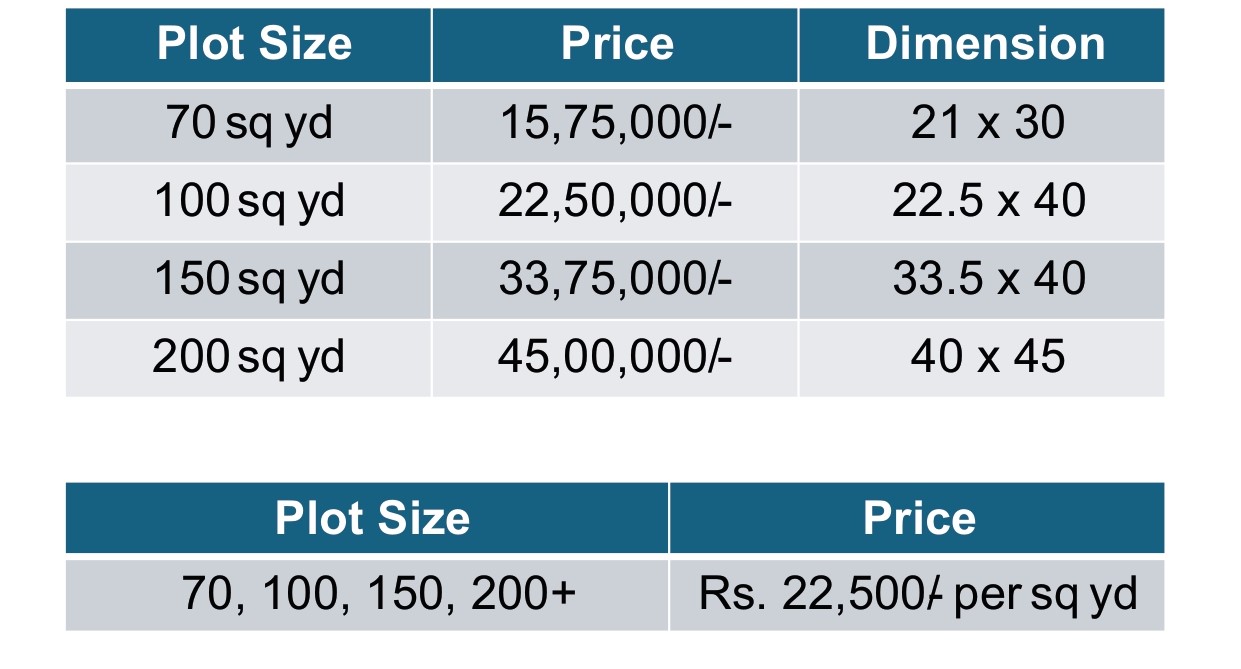 Plot Size Price Dimension
70 sq yd 15,75,000/- 21 x 30
100 sq yd 22,50,000/- 22.5 x 40
150 sq yd 33,75,000/- 33.5 x 40
200 sq yd 45,00,000/- 40 x 45
Plot Size Price
70, 100, 150, 200+ Rs. 22,500/- per sq yd